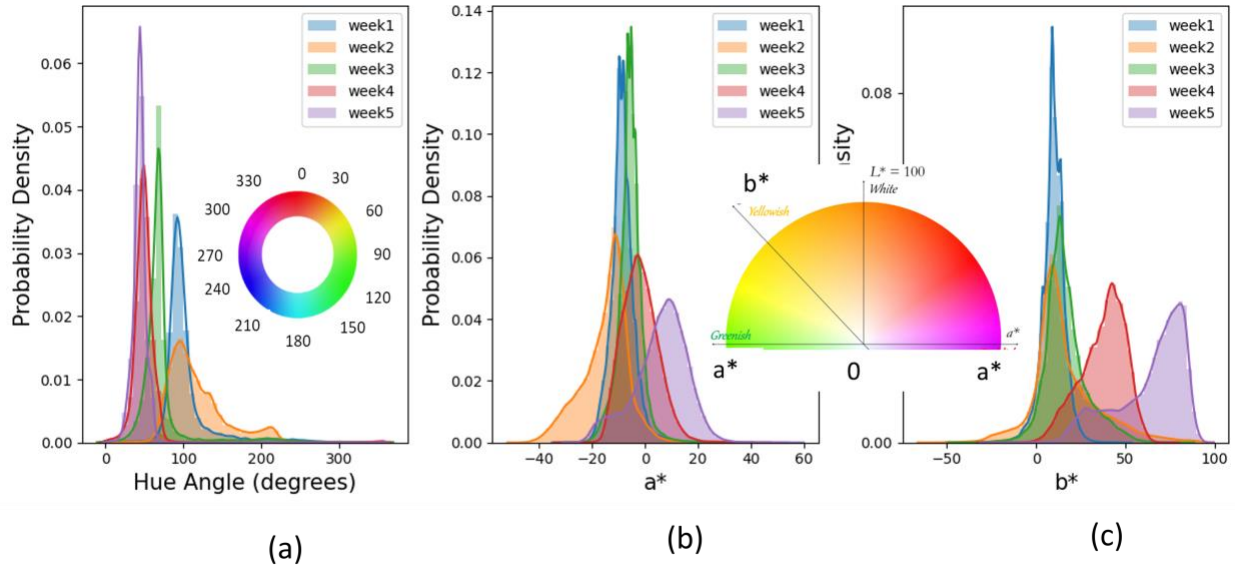 week1
week2
week3
week4
week5
0.06
0.05
0.04
0.03
0.02
0.01
0.00
Probability Density
0
100
200
300
Hue Angle (degrees)
0
30
60
90
120
150
180
210
240
270
300
330
(a)
week1
week2
week3
week4
week5
0.14
0.12
0.10
0.08
0.06
0.04
0.02
0.00
Probability Density
−40
−20
0
20
40
60
a*
(b)
b*
Yellowish
L* = 100
White
Greenish
a*
a*
0
a*
week1
week2
week3
week4
week5
0.08
0.00
sity
−50
0
50
100
b*
(c)